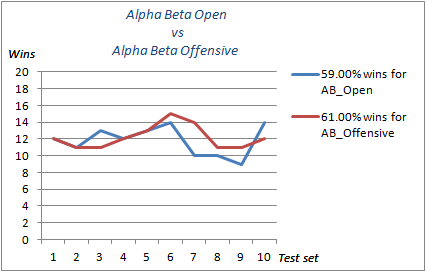 Alpha Beta Open
vs
Alpha Beta Offensive
Wins
20
18
16
14
12
10
8
6
4
2
0
1 2 3 4 5 6 7 8 9 10 Test set
59.00% wins for
AB_Open
61.00% wins for
AB_Offensive